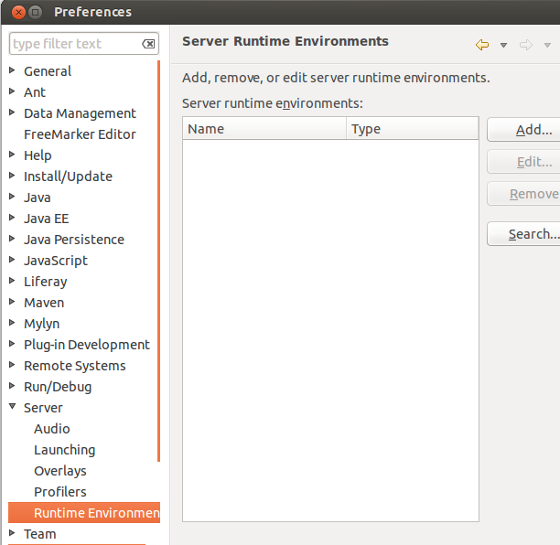 Preferences
type filter text
General
Ant
Data Management
FreeMarker Editor
Help
Install/Update
Java
Java EE
Java Persistence
JavaScript
Liferay
Maven
Mylyn
Plug-in Development
Remote Systems
Run/Debug
Server
Audio
Launching
Overlays
Profilers
Runtime Environmen
Team
Server Runtime Environments
Add, remove, or edit server runtime environments.
Server runtime environments:
Name Type
Add...
Edit...
Remove
Search...